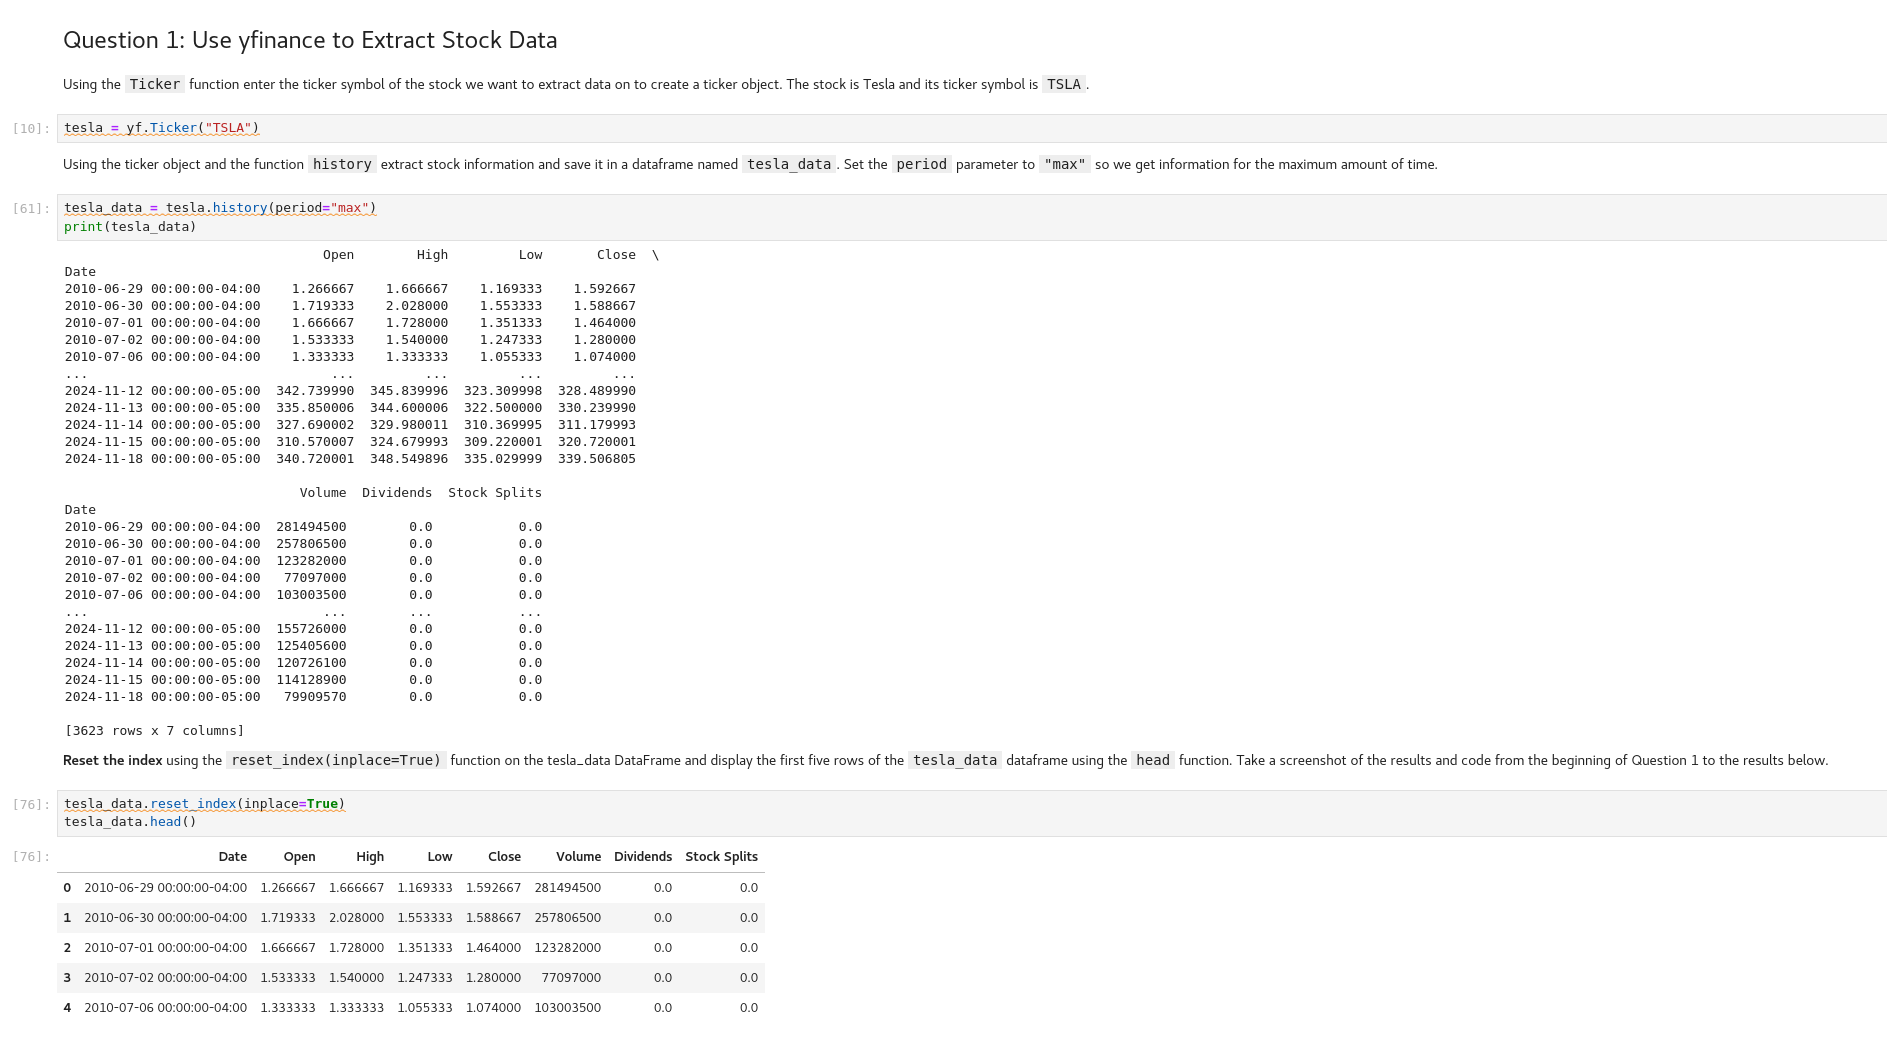 Question 1: Use yfinance to Extract Stock Data
Using the Ticker function enter the ticker symbol of the stock we want to extract data on to create a ticker object. The stock is Tesla and its ticker symbol is TSLA.
[10]: tesla = yf.Ticker("TSLA")
Using the ticker object and the function history extract stock information and save it in a dataframe named tesla_data. Set the period parameter to "max" so we get information for the maximum amount of time.
[61]: tesla_data = tesla.history(period="max")
print(tesla_data)
Open High Low Close \
Date
2010-06-29 00:00:00-04:00 1.266667 1.666667 1.169333 1.592667
2010-06-30 00:00:00-04:00 1.719333 2.028000 1.553333 1.588667
2010-07-01 00:00:00-04:00 1.666667 1.728000 1.351333 1.464000
2010-07-02 00:00:00-04:00 1.533333 1.540000 1.247333 1.280000
2010-07-06 00:00:00-04:00 1.333333 1.333333 1.055333 1.074000
... ... ... ... ...
2024-11-12 00:00:00-05:00 342.739990 345.839996 323.309998 328.489990
2024-11-13 00:00:00-05:00 335.850006 344.600006 322.500000 330.239990
2024-11-14 00:00:00-05:00 327.690002 329.980011 310.369995 311.179993
2024-11-15 00:00:00-05:00 310.570007 324.679993 309.220001 320.720001
2024-11-18 00:00:00-05:00 340.720001 348.549896 335.029999 339.506805
Volume Dividends Stock Splits
Date
2010-06-29 00:00:00-04:00 281494500 0.0 0.0
2010-06-30 00:00:00-04:00 257806500 0.0 0.0
2010-07-01 00:00:00-04:00 123282000 0.0 0.0
2010-07-02 00:00:00-04:00 77097000 0.0 0.0
2010-07-06 00:00:00-04:00 103003500 0.0 0.0
... ... ... ...
2024-11-12 00:00:00-05:00 155726000 0.0 0.0
2024-11-13 00:00:00-05:00 125405600 0.0 0.0
2024-11-14 00:00:00-05:00 120726100 0.0 0.0
2024-11-15 00:00:00-05:00 114128900 0.0 0.0
2024-11-18 00:00:00-05:00 79909570 0.0 0.0
[3623 rows x 7 columns]
Reset the index using the reset_index(inplace=True) function on the tesla_data DataFrame and display the first five rows of the tesla_data dataframe using the head function. Take a screenshot of the results and code from the beginning of Question 1 to the results below.
[76]: tesla_data.reset_index(inplace=True)
tesla_data.head()
[76]: Date Open High Low Close Volume Dividends Stock Splits
0 2010-06-29 00:00:00-04:00 1.266667 1.666667 1.169333 1.592667 281494500 0.0 0.0
1 2010-06-30 00:00:00-04:00 1.719333 2.028000 1.553333 1.588667 257806500 0.0 0.0
2 2010-07-01 00:00:00-04:00 1.666667 1.728000 1.351333 1.464000 123282000 0.0 0.0
3 2010-07-02 00:00:00-04:00 1.533333 1.540000 1.247333 1.280000 77097000 0.0 0.0
4 2010-07-06 00:00:00-04:00 1.333333 1.333333 1.055333 1.074000 103003500 0.0 0.0